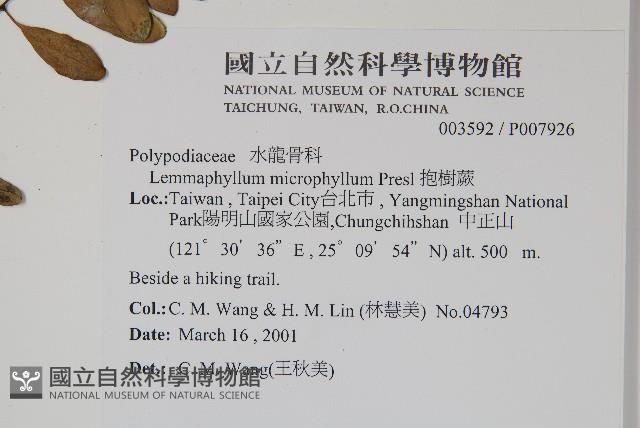 國立自然科學博物館
NATIONAL MUSEUM OF NATURAL SCIENCE
TAICHUNG, TAIWAN, R.O.CHINA
003592 / P007926
Polypodiaceae 水龍骨科
Lemmaphyllum microphyllum Presl 抱樹蕨
Loc.:Taiwan , Taipei City台北市 , Yangmingshan National
Park陽明山國家公園,Chungchihshan 中正山
(121° 30' 36" E , 25° 09' 54" N) alt. 500 m.
Beside a hiking trail.
Col.: C. M. Wang & H. M. Lin (林慧美) No.04793
Date: March 16 , 2001
Det.: C. M. Wang(王秋美)
國立自然科學博物館
NATIONAL MUSEUM OF NATURAL SCIENCE